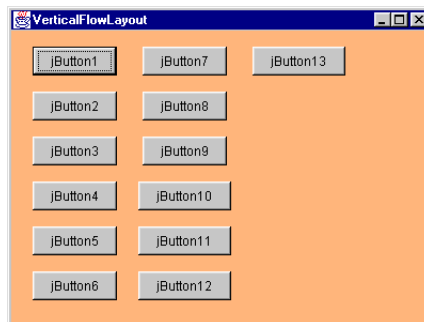 VerticalFlowLayout
jButton1
jButton7
jButton13
jButton2
jButton8
jButton3
jButton9
jButton4
jButton10
jButton5
jButton11
jButton6
jButton12